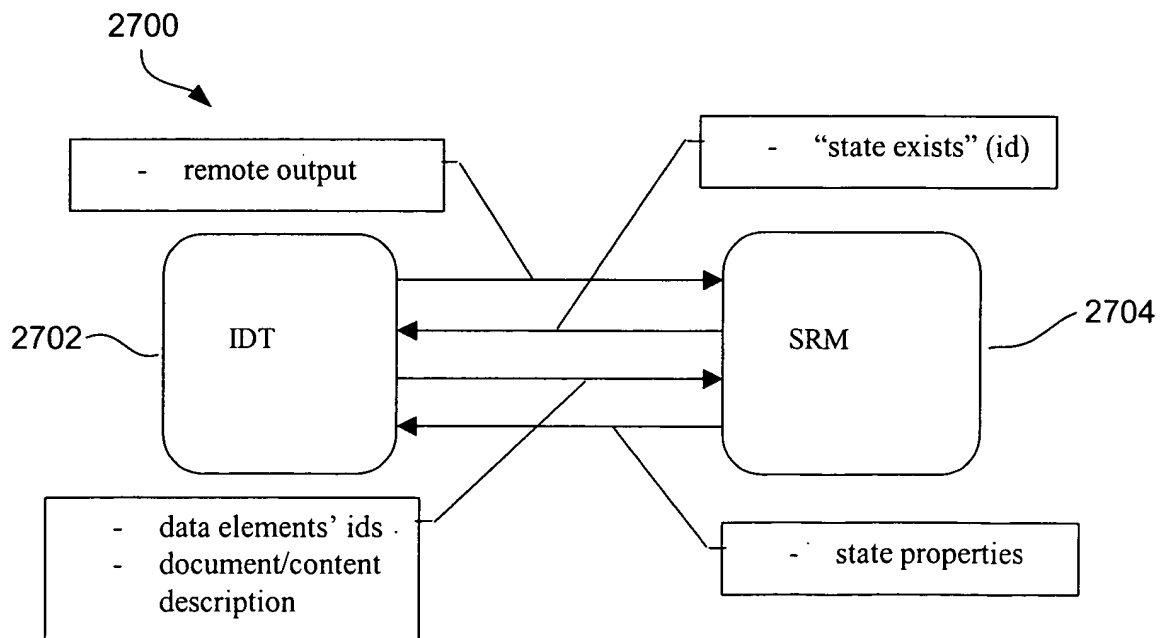 2700
- remote output
- “state exists” (id)
2702
IDT
SRM
2704
- data elements’ ids
- document/content
description
- state properties